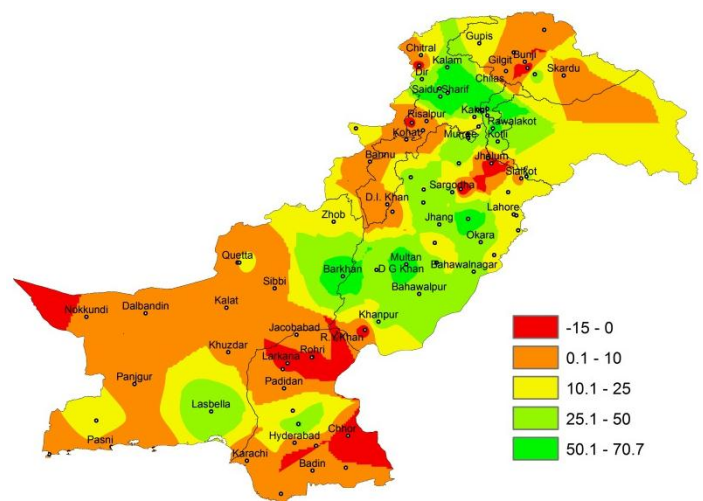 Gupis
Chitral
Kalam
Gilgit
Bunji
Dir
Skardu
Chilas
Saidu Sharif
Risalpur
Rawalakot
Kohat
Kotli
Bannu
Jhelum
Sialkot
Sargodha
D.I. Khan
Lahore
Zhob
Jhang
Okara
Quetta
Multan
Barkhan
D G Khan
Bahawalnagar
Sibbi
Bahawalpur
Nokkundi
Dalbandin
Kalat
Khanpur
Jacobabad
R.Y.Khan
Khuzdar
Rohri
Larkana
Panjgur
Padidan
Lasbella
Pasni
Hyderabad
Chhor
Karachi
Badin
-15 - 0
0.1 - 10
10.1 - 25
25.1 - 50
50.1 - 70.7